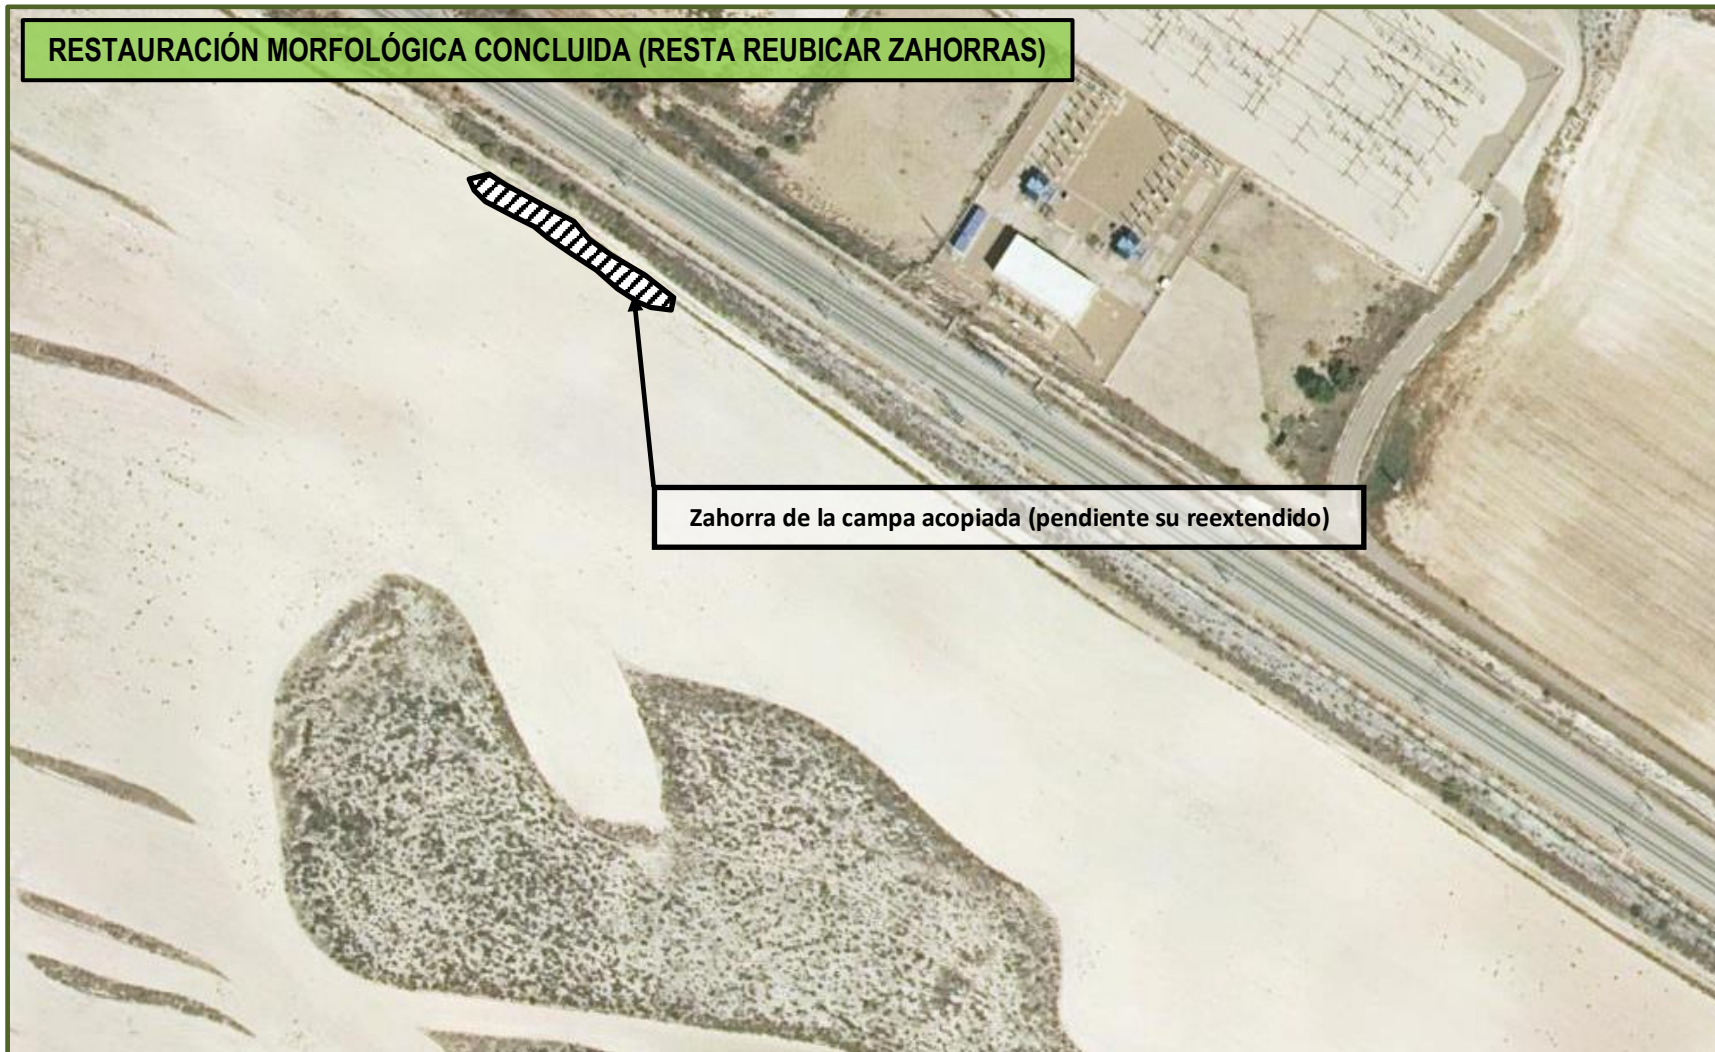 RESTAURACIÓN MORFOLÓGICA CONCLUIDA (RESTA REUBICAR ZAHORRAS)
Zahorra de la campa acopiada (pendiente su reextendido)